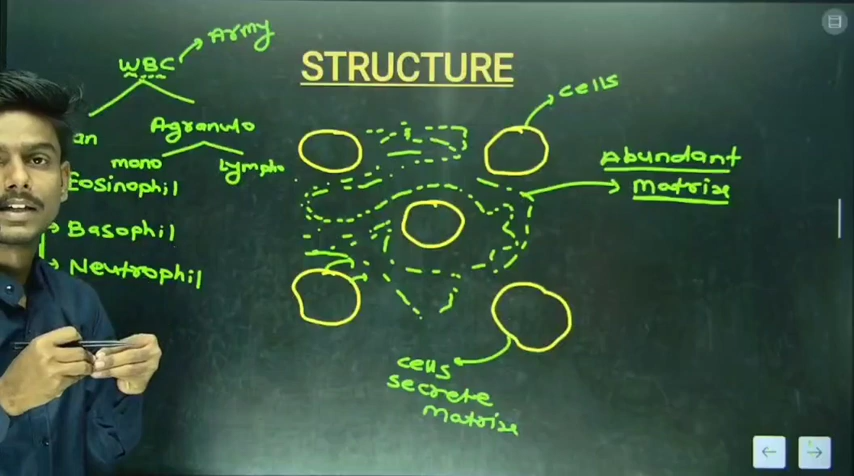 Army
WBC
STRUCTURE
cells
an
Agranulo
mono
Lympho
Eosinophil
Basophil
Neutrophil
Abundant
Matrix
cells
secrete
matrix